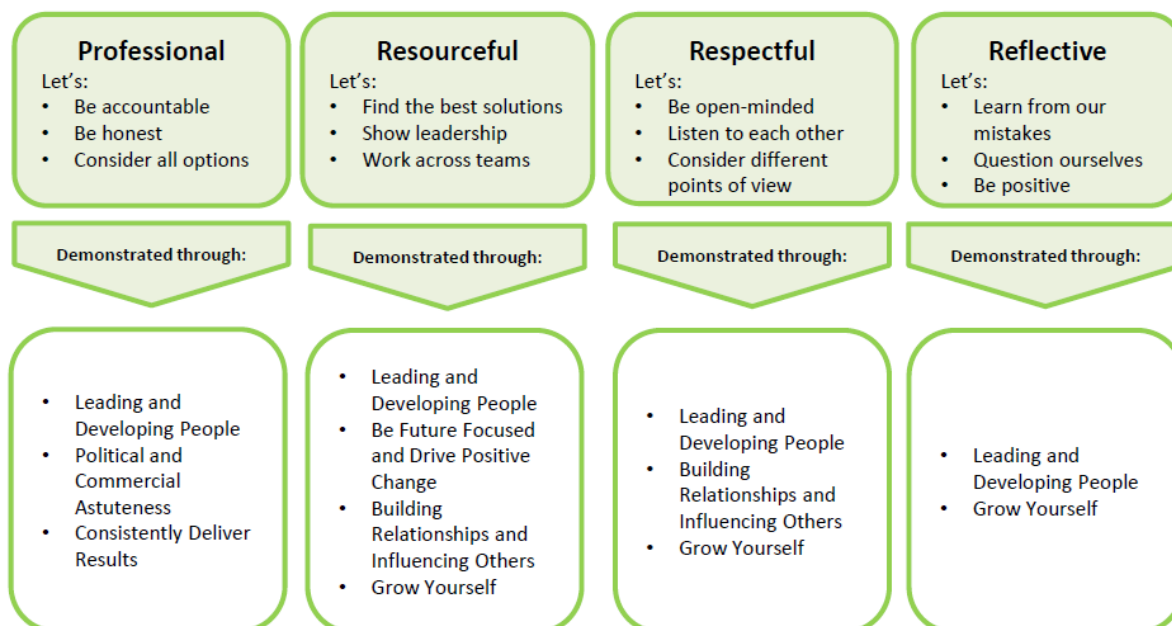 Professional
Let's:
• Be accountable
• Be honest
• Consider all options
Resourceful
Let's:
• Find the best solutions
• Show leadership
• Work across teams
Respectful
Let's:
• Be open-minded
• Listen to each other
• Consider different
points of view
Reflective
Let's:
• Learn from our
mistakes
• Question ourselves
• Be positive
Demonstrated through:
Demonstrated through:
Demonstrated through:
Demonstrated through:
• Leading and
Developing People
• Political and
Commercial
Astuteness
• Consistently Deliver
Results
• Leading and
Developing People
• Be Future Focused
and Drive Positive
Change
• Building
Relationships and
Influencing Others
• Grow Yourself
• Leading and
Developing People
• Building
Relationships and
Influencing Others
• Grow Yourself
• Leading and
Developing People
• Grow Yourself